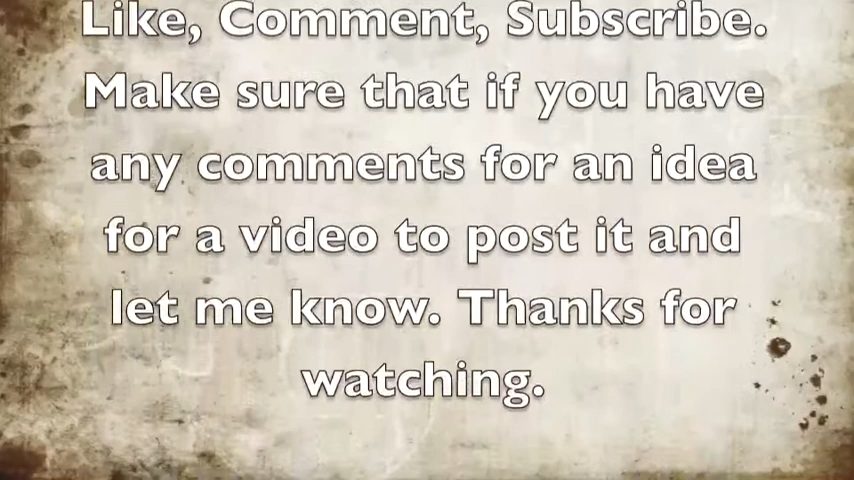 Like, Comment, Subscribe.
Make sure that if you have
any comments for an idea
for a video to post it and
let me know. Thanks for
watching.